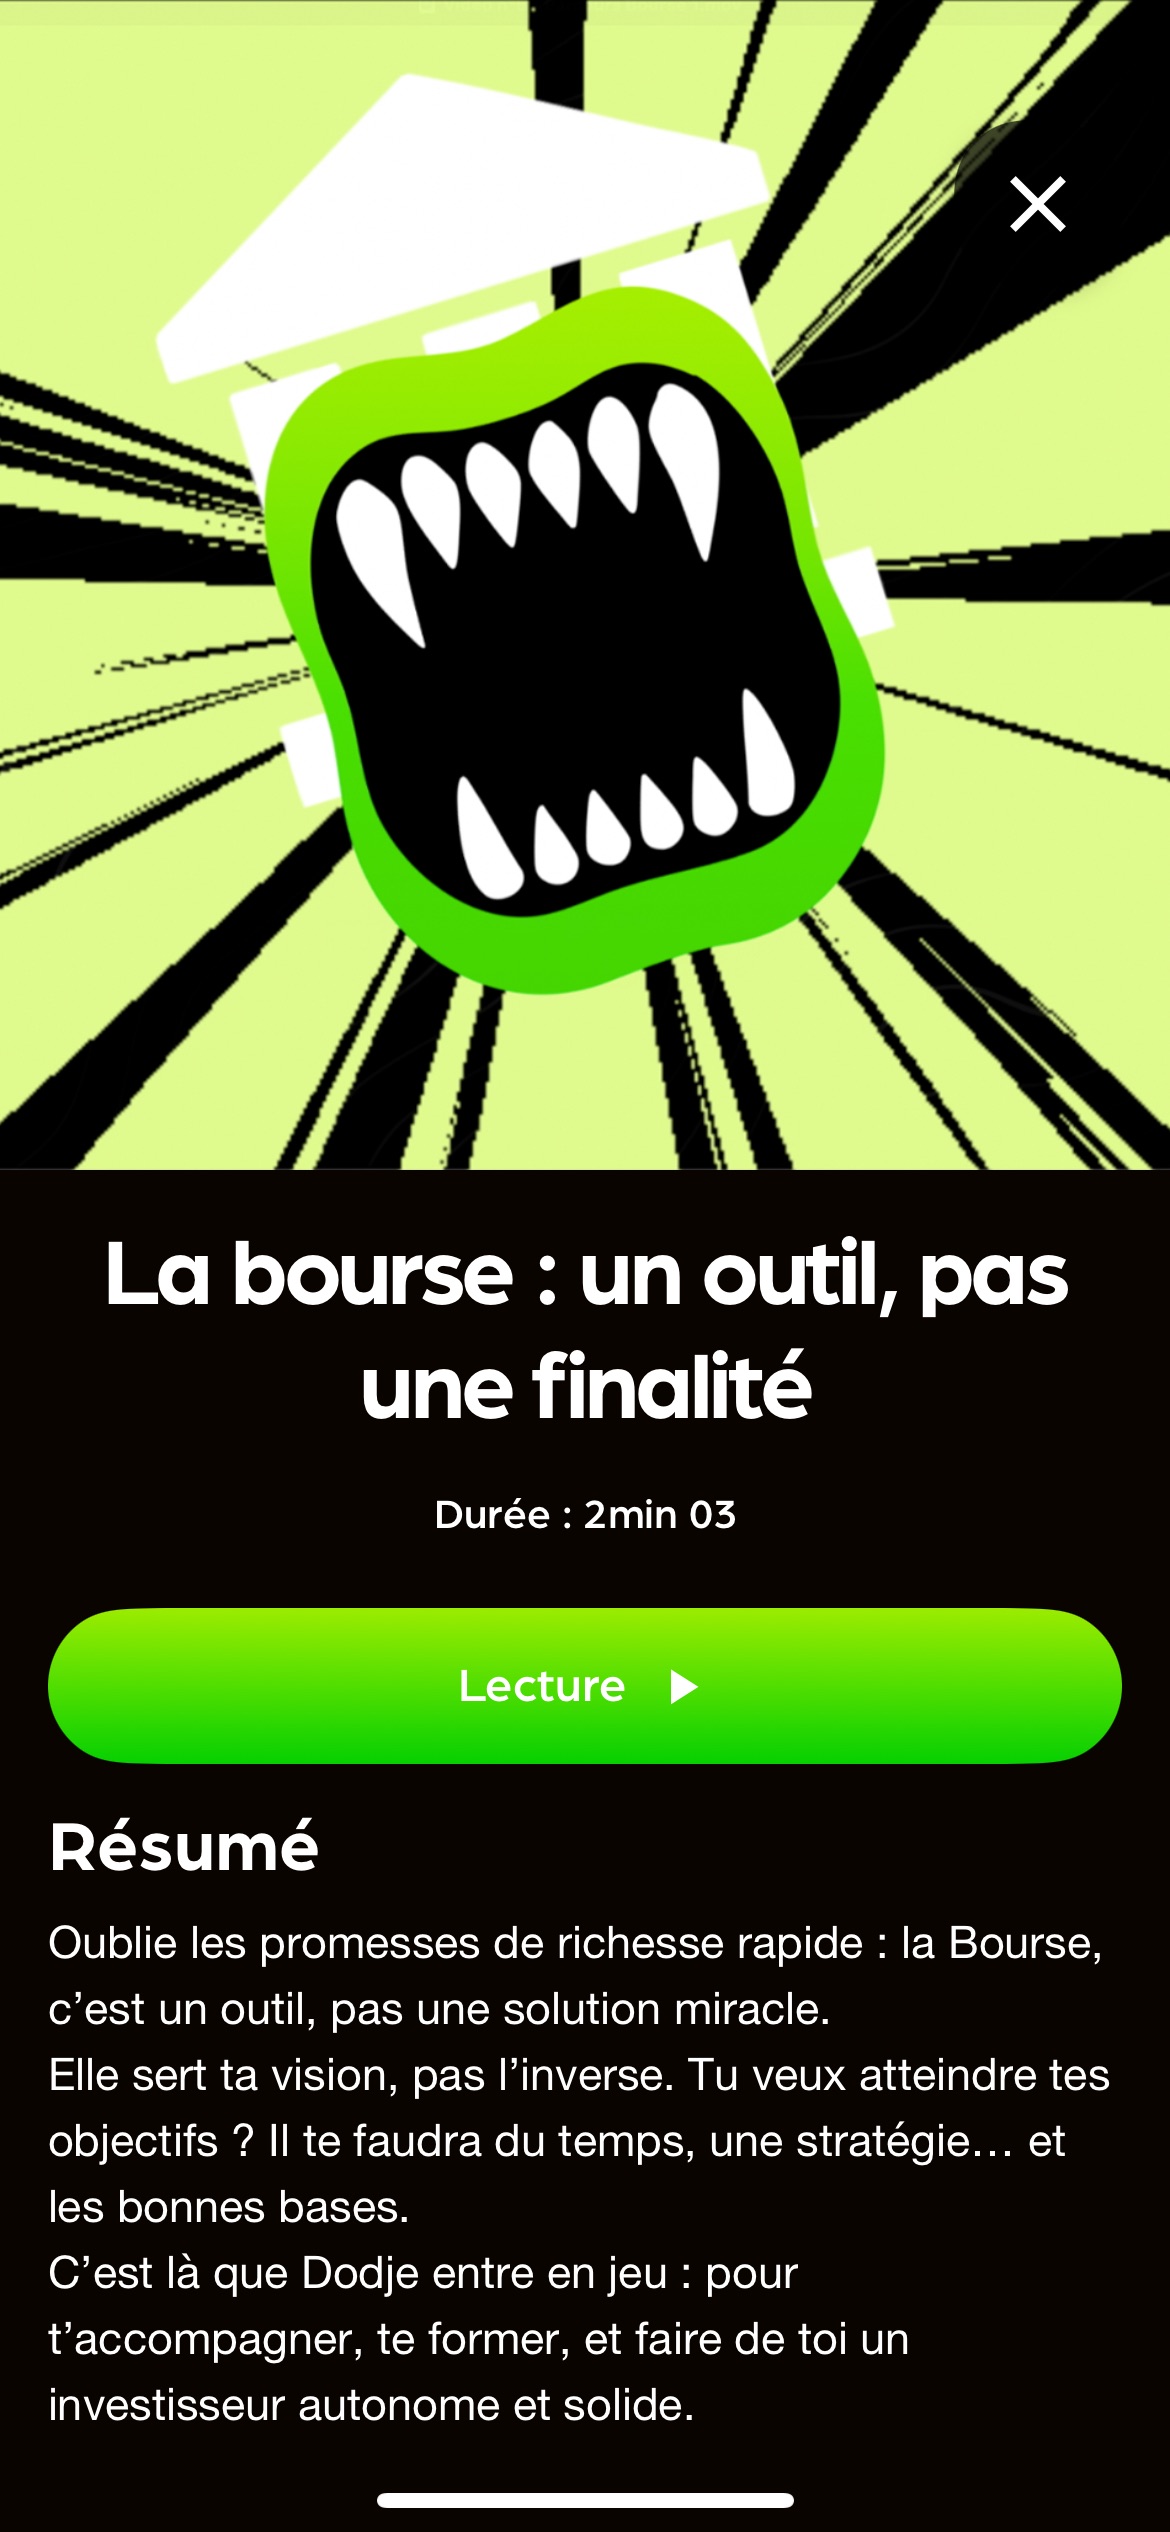 La bourse : un outil, pas
une finalité
Durée : 2min 03
Lecture
Résumé
Oublie les promesses de richesse rapide : la Bourse,
c’est un outil, pas une solution miracle.
Elle sert ta vision, pas l’inverse. Tu veux atteindre tes
objectifs ? Il te faudra du temps, une stratégie… et
les bonnes bases.
C’est là que Dodje entre en jeu : pour
t’accompagner, te former, et faire de toi un
investisseur autonome et solide.